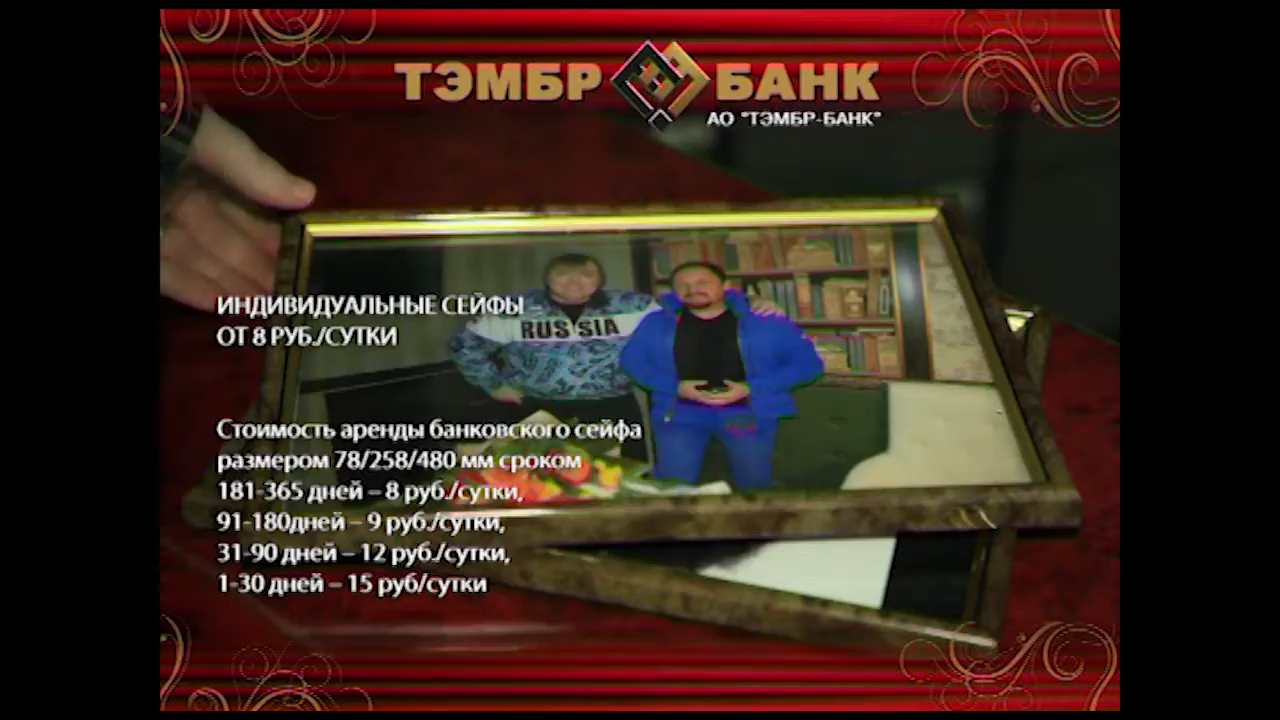 ТЭМБР БАНК
АО "ТЭМБР-БАНК"
RUSSIA
ИНДИВИДУАЛЬНЫЕ СЕЙФЫ –
ОТ 8 РУБ./СУТКИ
Стоимость аренды банковского сейфа
размером 78/258/480 мм сроком
181-365 дней – 8 руб./сутки,
91-180дней – 9 руб./сутки,
31-90 дней – 12 руб./сутки,
1-30 дней – 15 руб/сутки